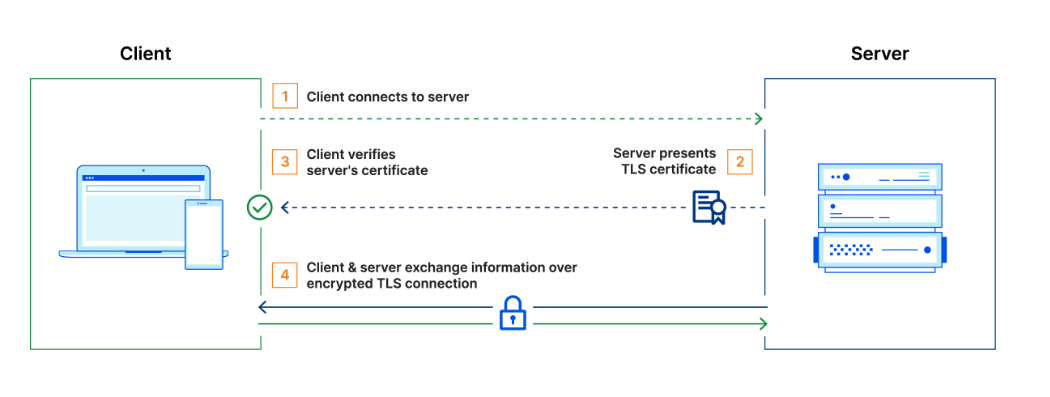 Client
Server
1
Client connects to server
3
Client verifies
server's certificate
Server presents
TLS certificate
2
4
Client & server exchange information over
encrypted TLS connection